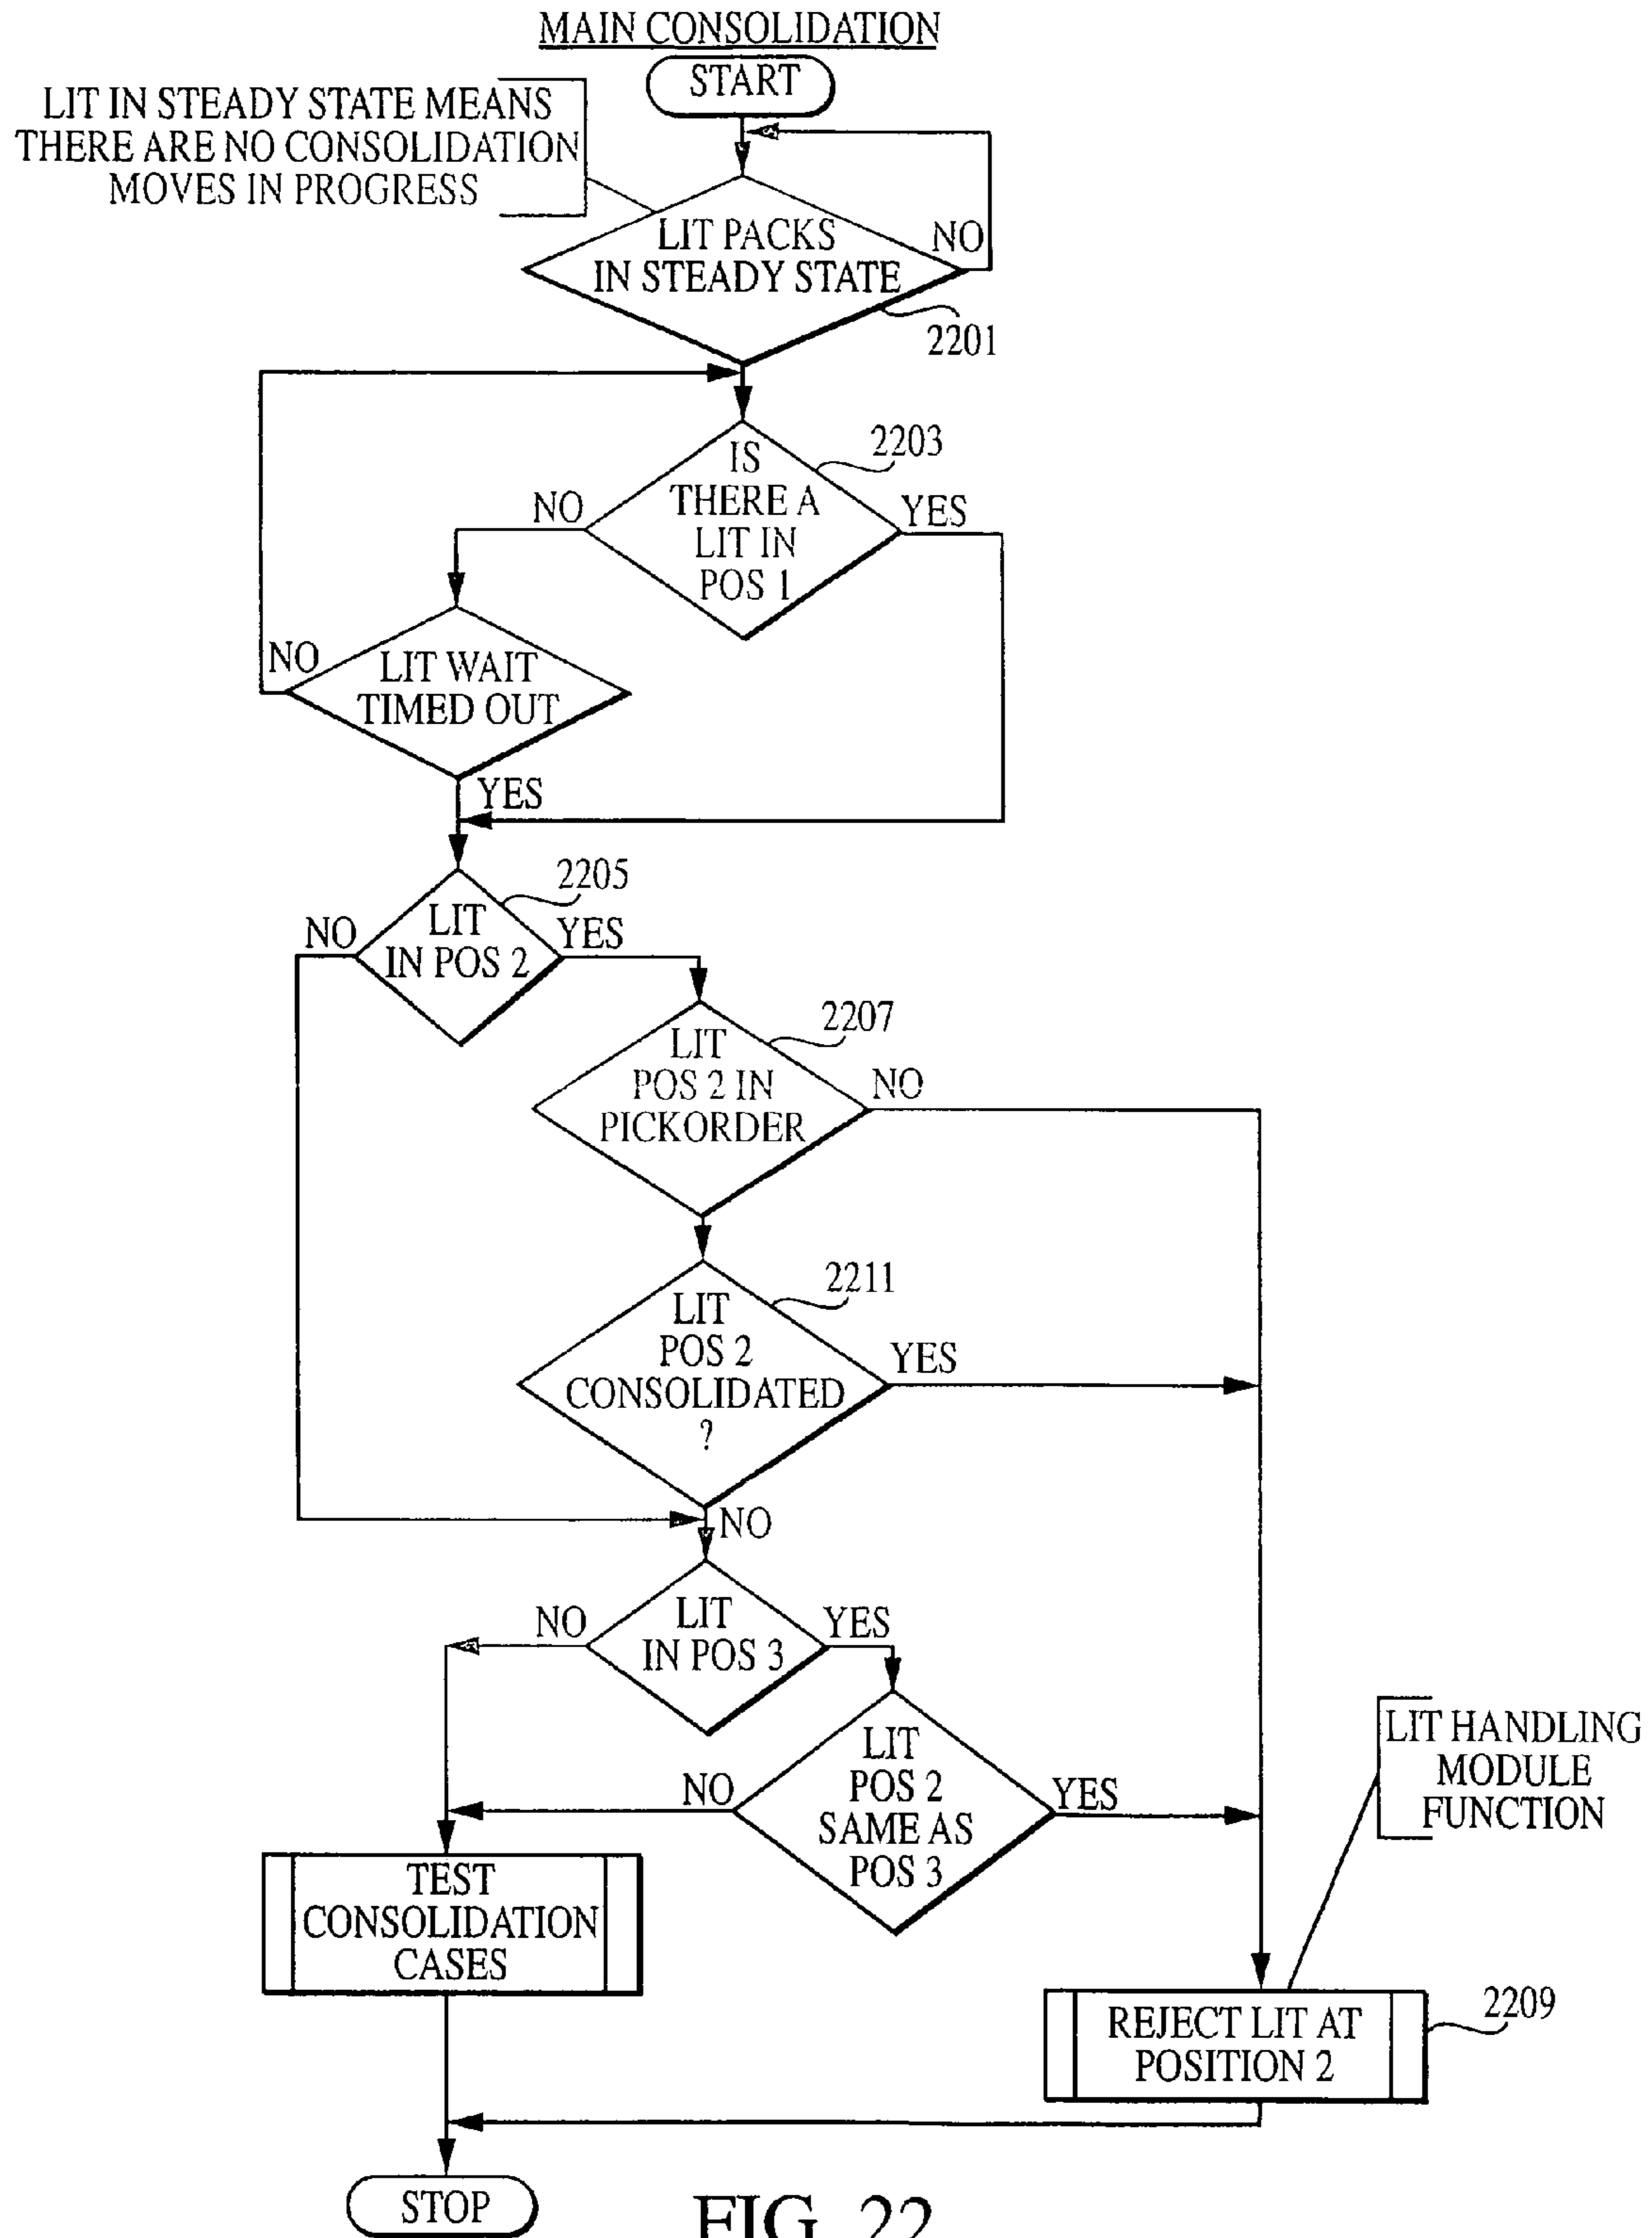 MAIN CONSOLIDATION
START
LIT IN STEADY STATE MEANS
THERE ARE NO CONSOLIDATION
MOVES IN PROGRESS
LIT PACKS
IN STEADY STATE
NO
2201
2203
IS
THERE A
LIT IN
POS 1
NO
YES
NO
LIT WAIT
TIMED OUT
YES
2205
LIT
IN POS 2
NO
YES
2207
LIT
POS 2 IN
PICKORDER
NO
2211
LIT
POS 2
CONSOLIDATED
?
YES
NO
LIT
IN POS 3
NO
YES
LIT
POS 2
SAME AS
POS 3
NO
YES
LIT HANDLING
MODULE
FUNCTION
TEST
CONSOLIDATION
CASES
REJECT LIT AT
POSITION 2
2209
STOP
FIG. 22